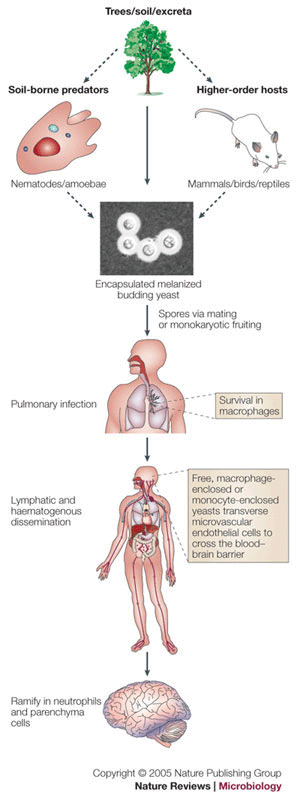 Trees/soil/excreta
Soil-borne predators
Higher-order hosts
Nematodes/amoebae
Mammals/birds/reptiles
Encapsulated melanized
budding yeast
Spores via mating
or monokaryotic fruiting
Pulmonary infection
Survival in
macrophages
Lymphatic and
haematogenous
dissemination
Free, macrophage-
enclosed or
monocyte-enclosed
yeasts transverse
microvascular
endothelial cells to
cross the blood–
brain barrier
Ramify in neutrophils
and parenchyma
cells
Copyright © 2005 Nature Publishing Group
Nature Reviews | Microbiology